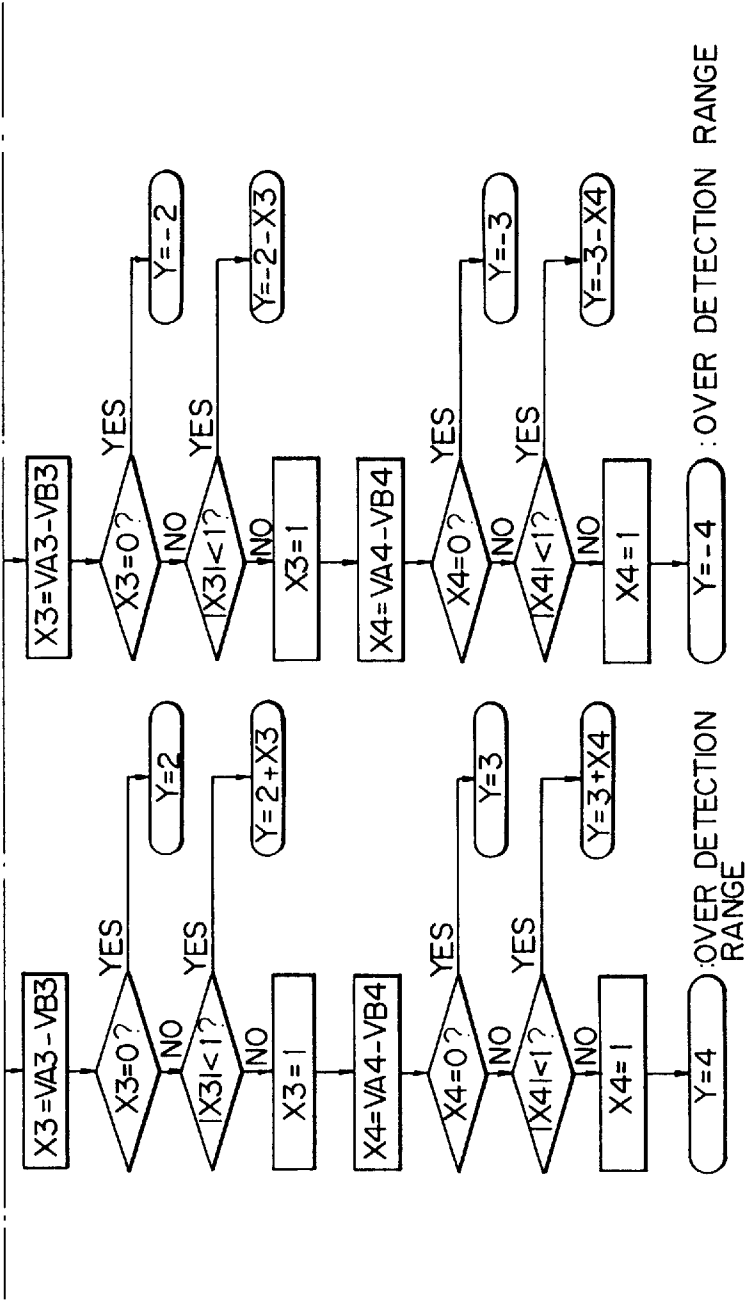 X3=VA3-VB3
X3=0?
YES
Y=2
NO
|X3|<1?
YES
Y=2+X3
NO
X3=1
X4=VA4-VB4
X4=0?
YES
Y=3
NO
|X4|<1?
YES
Y=3+X4
NO
X4=1
Y=4
:OVER DETECTION
RANGE
X3=VA3-VB3
X3=0?
YES
Y=-2
NO
|X3|<1?
YES
Y=-2-X3
NO
X3=1
X4=VA4-VB4
X4=0?
YES
Y=-3
NO
|X4|<1?
YES
Y=-3-X4
NO
X4=1
Y=-4
:OVER DETECTION RANGE